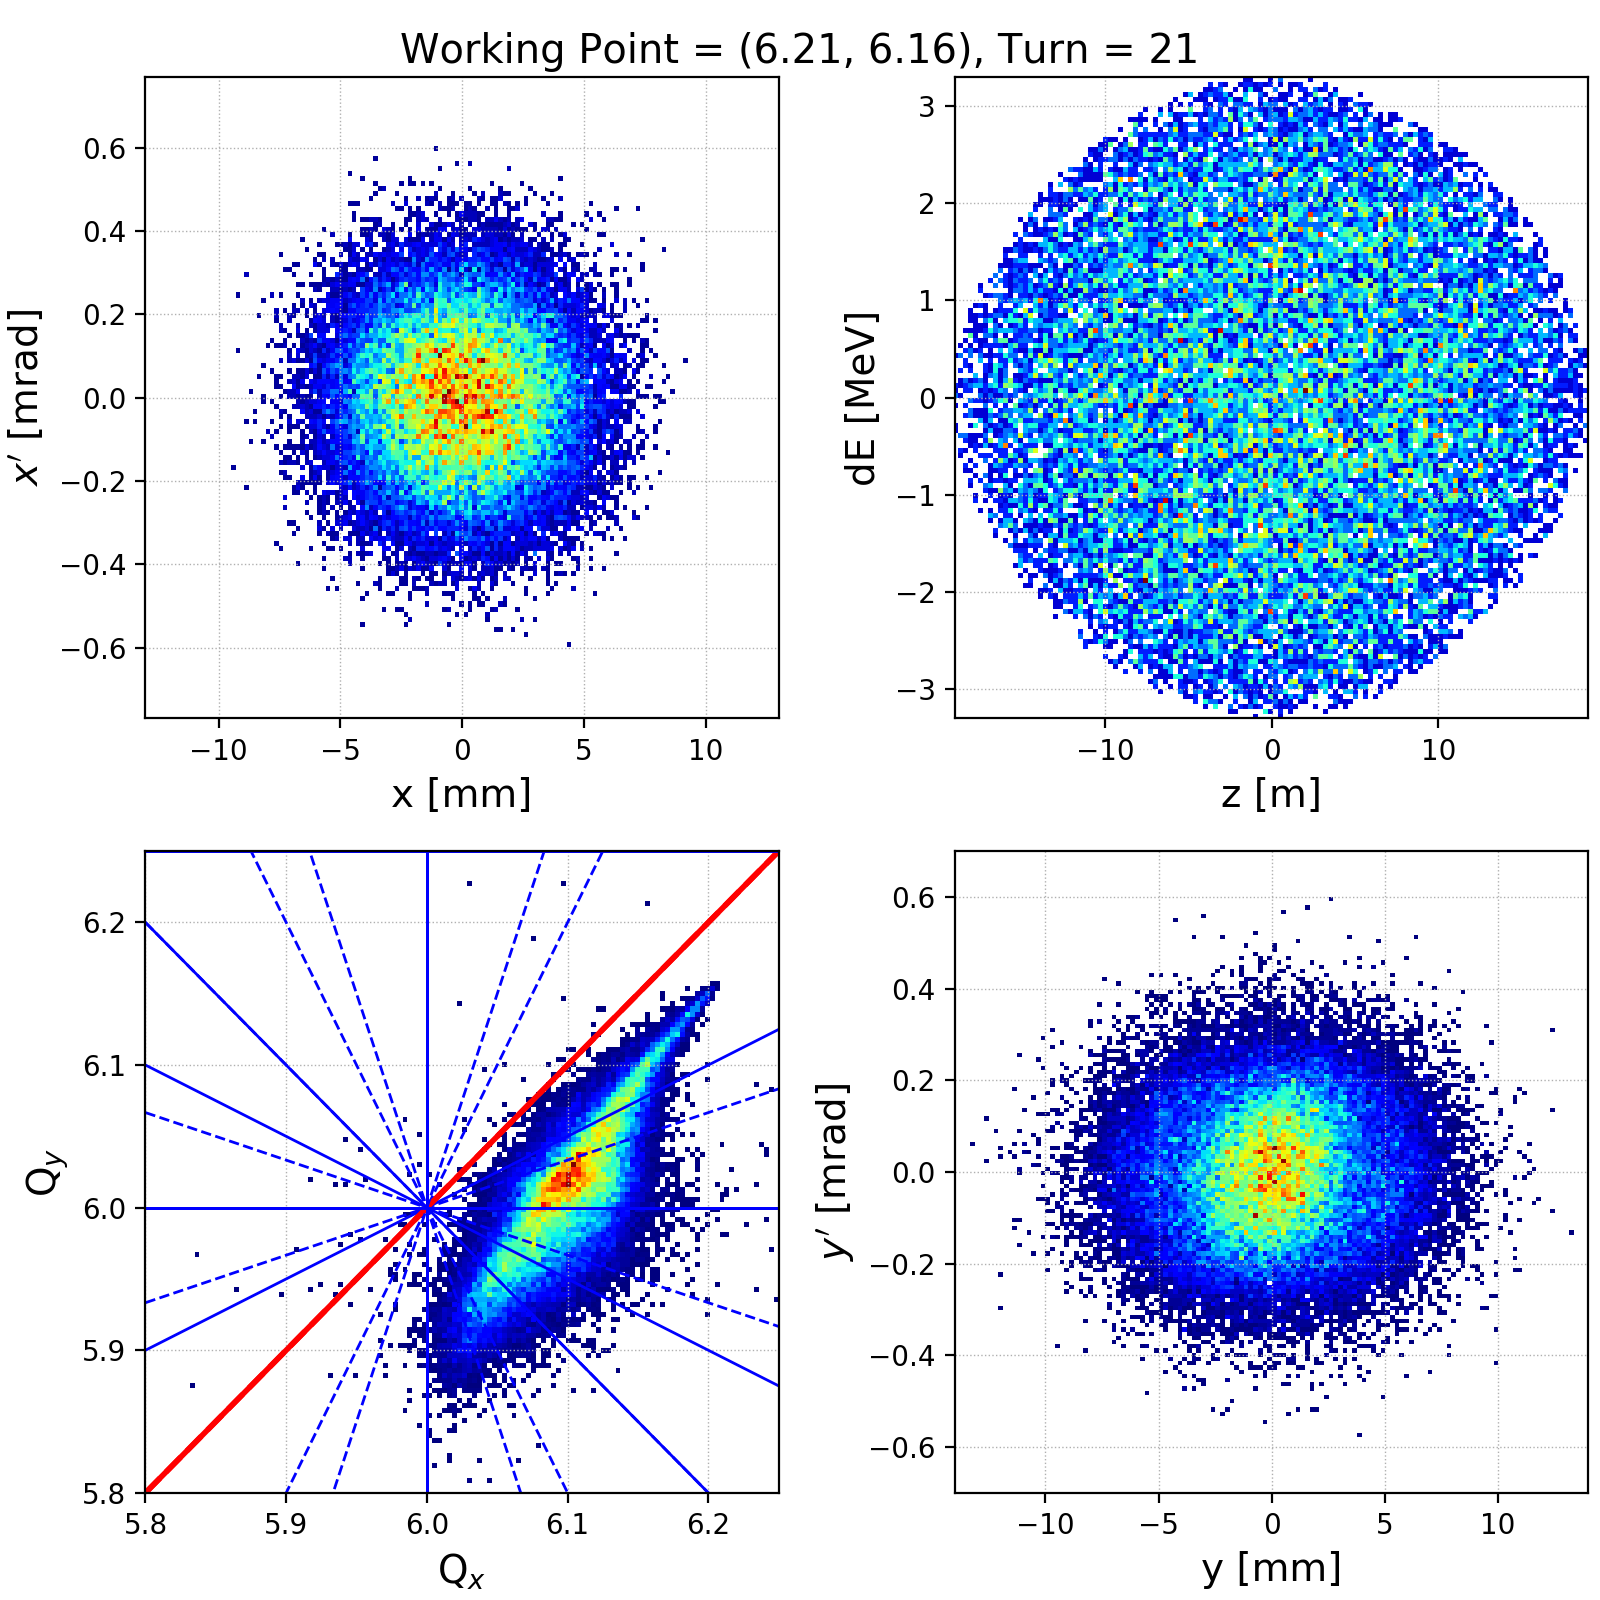 Working Point = (6.21, 6.16), Turn = 21
x′ [mrad]
0.6
0.4
0.2
0.0
−0.2
−0.4
−0.6
−10 −5 0 5 10
x [mm]
dE [MeV]
3
2
1
0
−1
−2
−3
−10 0 10
z [m]
Qy
6.2
6.1
6.0
5.9
5.8
5.8 5.9 6.0 6.1 6.2
Qx
y′ [mrad]
0.6
0.4
0.2
0.0
−0.2
−0.4
−0.6
−10 −5 0 5 10
y [mm]